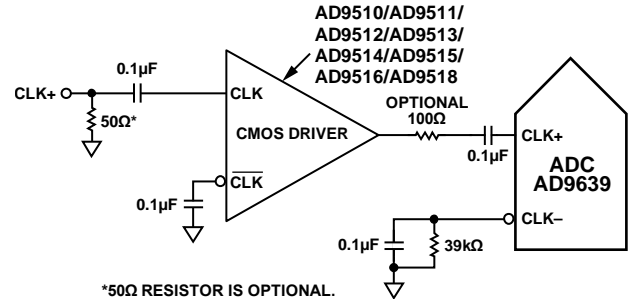 AD9510/AD9511/
AD9512/AD9513/
AD9514/AD9515/
AD9516/AD9518
0.1µF
CLK+
CLK
OPTIONAL
100Ω
50Ω*
CMOS DRIVER
CLK+
0.1µF
ADC
AD9639
CLK
0.1µF
CLK–
0.1µF
39kΩ
*50Ω RESISTOR IS OPTIONAL.